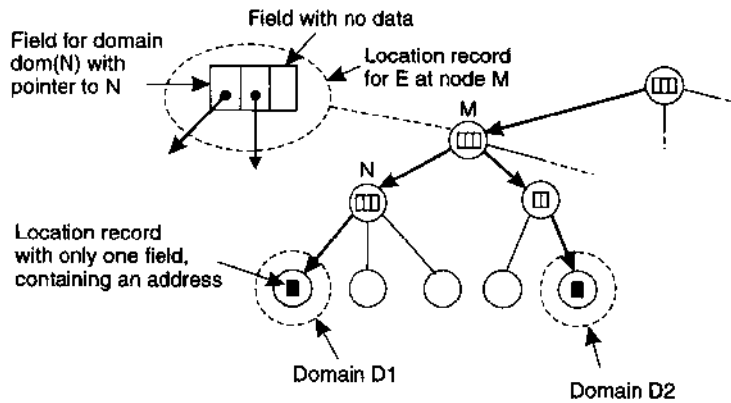 Field with no data
Field for domain
dom(N) with
pointer to N
Location record
for E at node M
M
N
Location record
with only one field,
containing an address
Domain D1
Domain D2